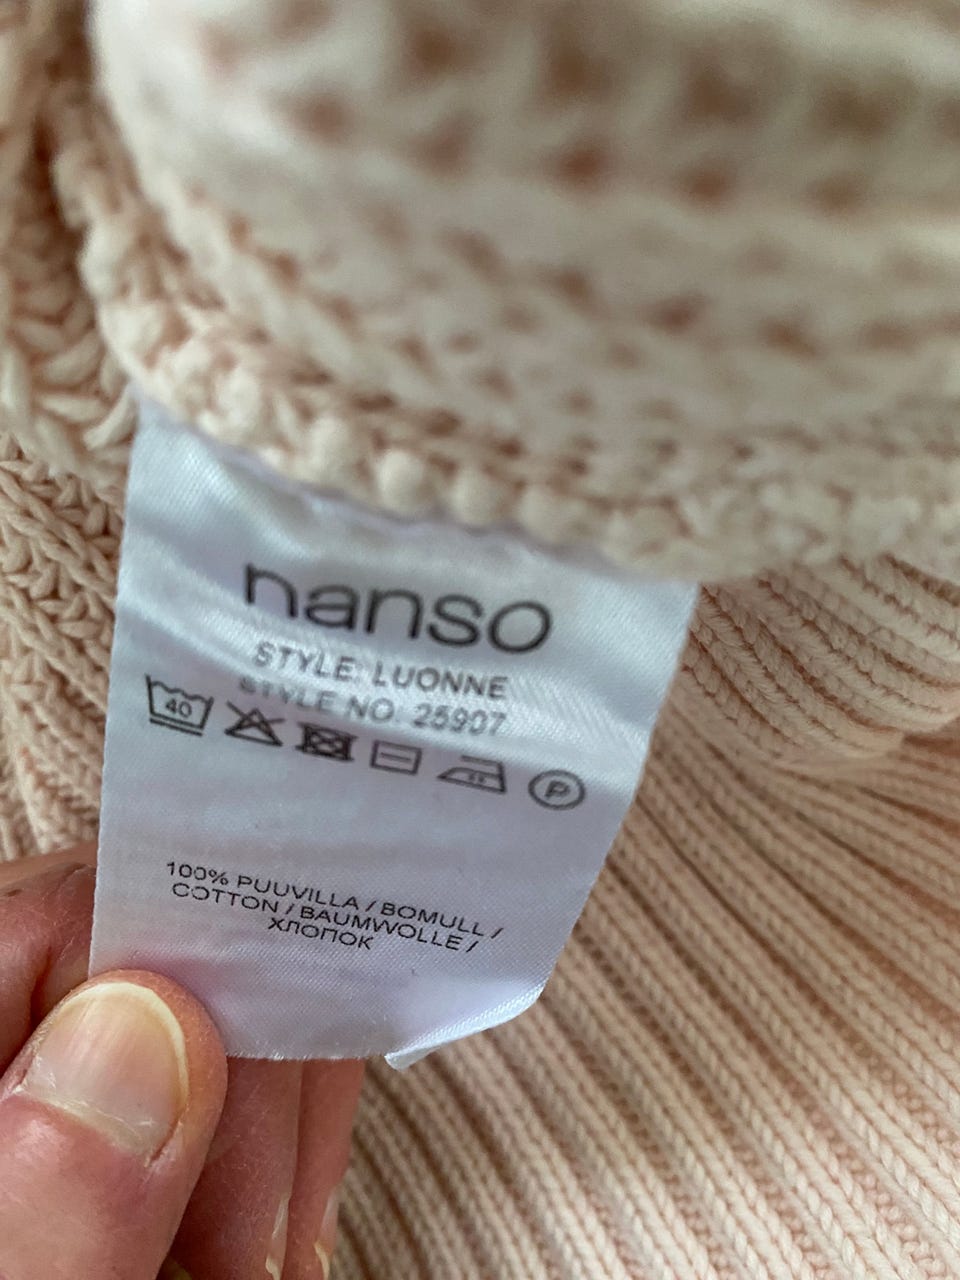 nanso
STYLE: LUONNE
STYLE NO. 25907
40
P
100% PUUVILLA / BOMULL /
COTTON / BAUMWOLLE /
ХЛОПОК